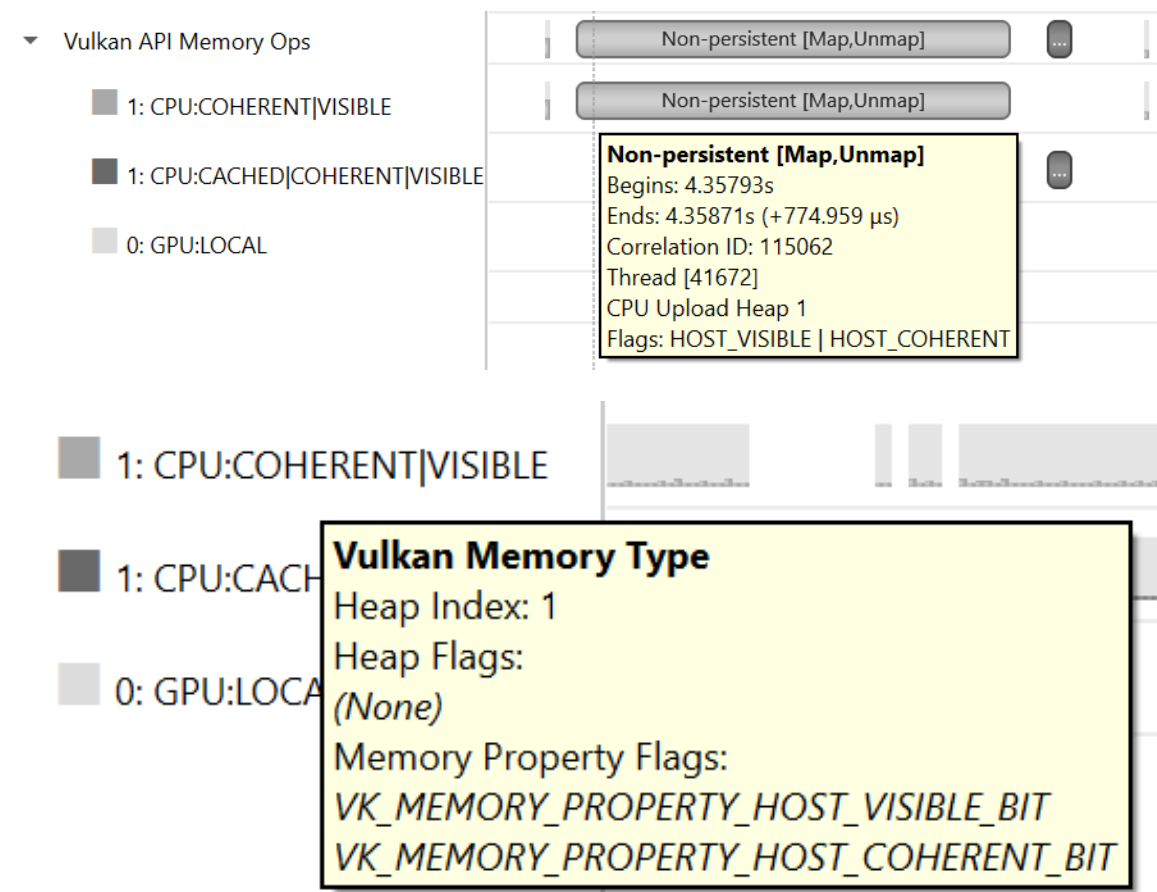 Vulkan API Memory Ops
Non-persistent [Map,Unmap]
...
1: CPU:COHERENT|VISIBLE
Non-persistent [Map,Unmap]
1: CPU:CACHED|COHERENT|VISIBLE
...
0: GPU:LOCAL
Non-persistent [Map,Unmap]
Begins: 4.35793s
Ends: 4.35871s (+774.959 μs)
Correlation ID: 115062
Thread [41672]
CPU Upload Heap 1
Flags: HOST_VISIBLE | HOST_COHERENT
1: CPU:COHERENT|VISIBLE
1: CPU:CACH
0: GPU:LOCA
Vulkan Memory Type
Heap Index: 1
Heap Flags:
(None)
Memory Property Flags:
VK_MEMORY_PROPERTY_HOST_VISIBLE_BIT
VK_MEMORY_PROPERTY_HOST_COHERENT_BIT